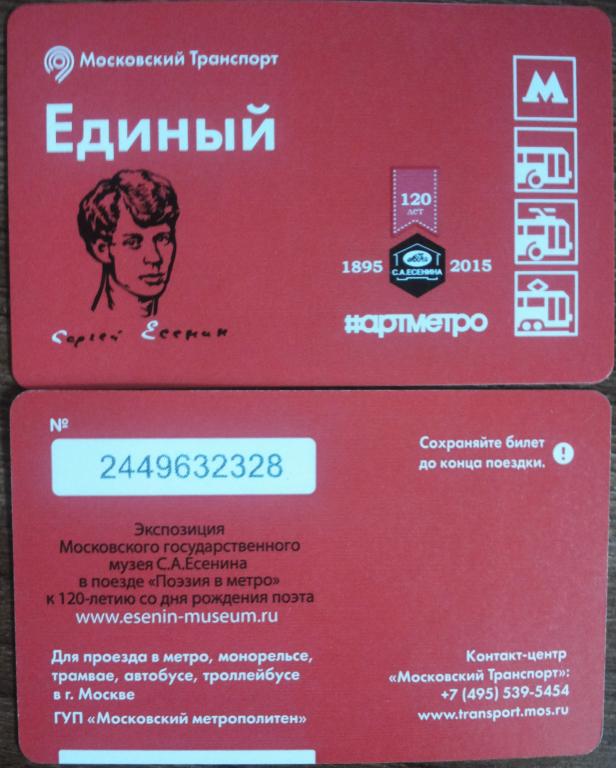 Московский Транспорт
Единый
М
120
лет
1895
С.А.ЕСЕНИНА
2015
Сергей Есенин
#артметро
№
2449632328
Сохраняйте билет
до конца поездки.
!
Экспозиция
Московского государственного
музея С.А.Есенина
в поезде «Поэзия в метро»
к 120-летию со дня рождения поэта
www.esenin-museum.ru
Для проезда в метро, монорельсе,
трамвае, автобусе, троллейбусе
в г. Москве
ГУП «Московский метрополитен»
Контакт-центр
«Московский Транспорт»:
+7 (495) 539-5454
www.transport.mos.ru